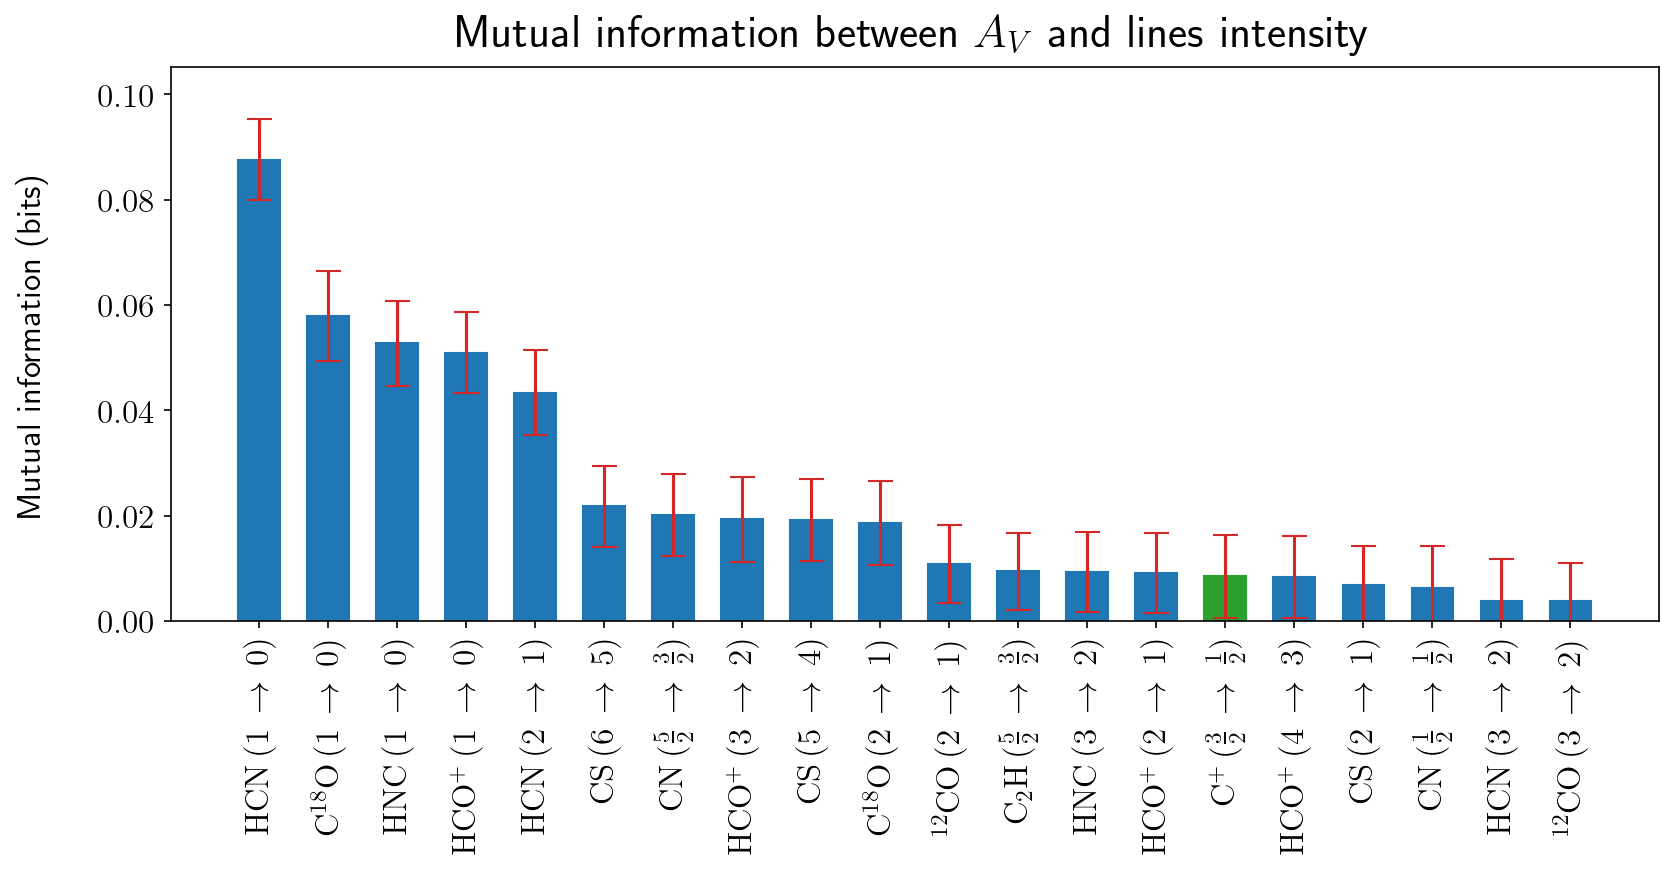 Mutual information between A_V and lines intensity
Mutual information (bits)
0.10
0.08
0.06
0.04
0.02
0.00
HCN (1 → 0)
C¹⁸O (1 → 0)
HNC (1 → 0)
HCO⁺ (1 → 0)
HCN (2 → 1)
CS (6 → 5)
CN (5/2 → 3/2)
HCO⁺ (3 → 2)
CS (5 → 4)
C¹⁸O (2 → 1)
¹²CO (2 → 1)
C₂H (5/2 → 3/2)
HNC (3 → 2)
HCO⁺ (2 → 1)
C⁺ (3/2 → 1/2)
HCO⁺ (4 → 3)
CS (2 → 1)
CN (1/2 → 1/2)
HCN (3 → 2)
¹²CO (3 → 2)